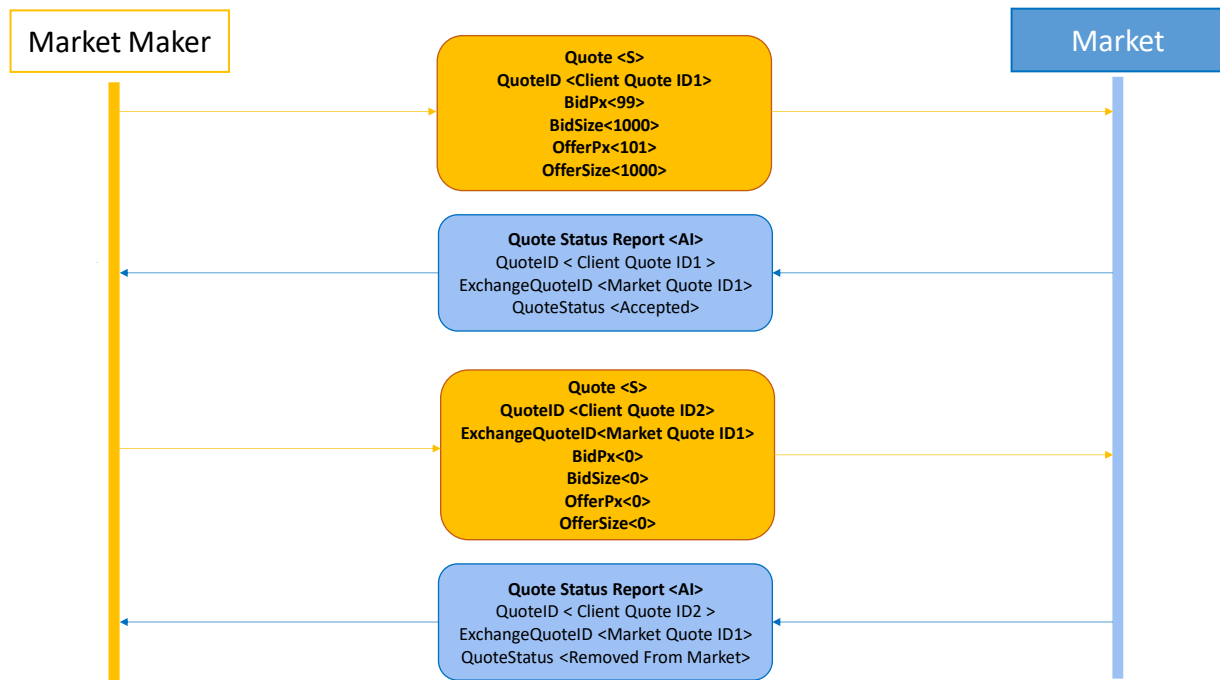 Market Maker
Market
Quote <S>
QuoteID <Client Quote ID1>
BidPx<99>
BidSize<1000>
OfferPx<101>
OfferSize<1000>
Quote Status Report <AI>
QuoteID < Client Quote ID1 >
ExchangeQuoteID <Market Quote ID1>
QuoteStatus <Accepted>
Quote <S>
QuoteID <Client Quote ID2>
ExchangeQuoteID<Market Quote ID1>
BidPx<0>
BidSize<0>
OfferPx<0>
OfferSize<0>
Quote Status Report <AI>
QuoteID < Client Quote ID2 >
ExchangeQuoteID <Market Quote ID1>
QuoteStatus <Removed From Market>